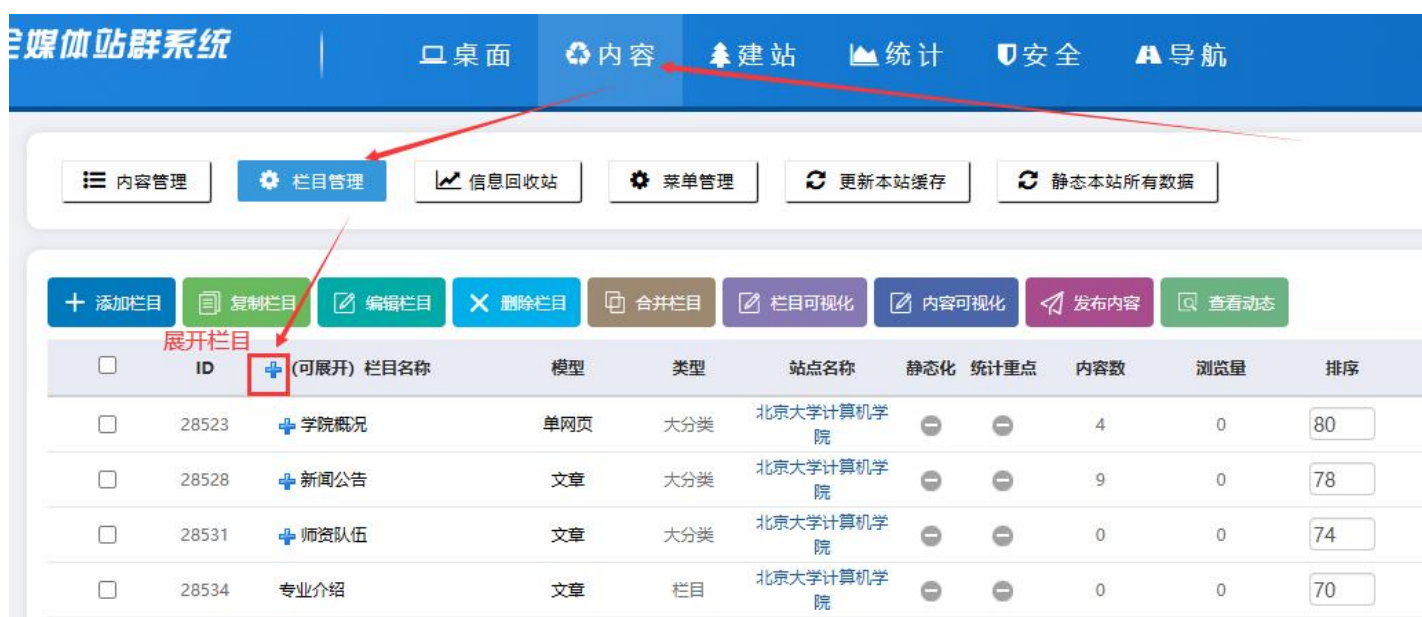 媒体站群系统 桌面 内容 建站 统计 安全 导航
内容管理 栏目管理 信息回收站 菜单管理 更新本站缓存 静态本站所有数据
添加栏目 复制栏目 编辑栏目 删除栏目 合并栏目 栏目可视化 内容可视化 发布内容 查看动态
展开栏目
ID (可展开) 栏目名称 模型 类型 站点名称 静态化 统计重点 内容数 浏览量 排序
28523 学院概况 单网页 大分类 北京大学计算机学院 4 0 80
28528 新闻公告 文章 大分类 北京大学计算机学院 9 0 78
28531 师资队伍 文章 大分类 北京大学计算机学院 0 0 74
28534 专业介绍 文章 栏目 北京大学计算机学院 0 0 70